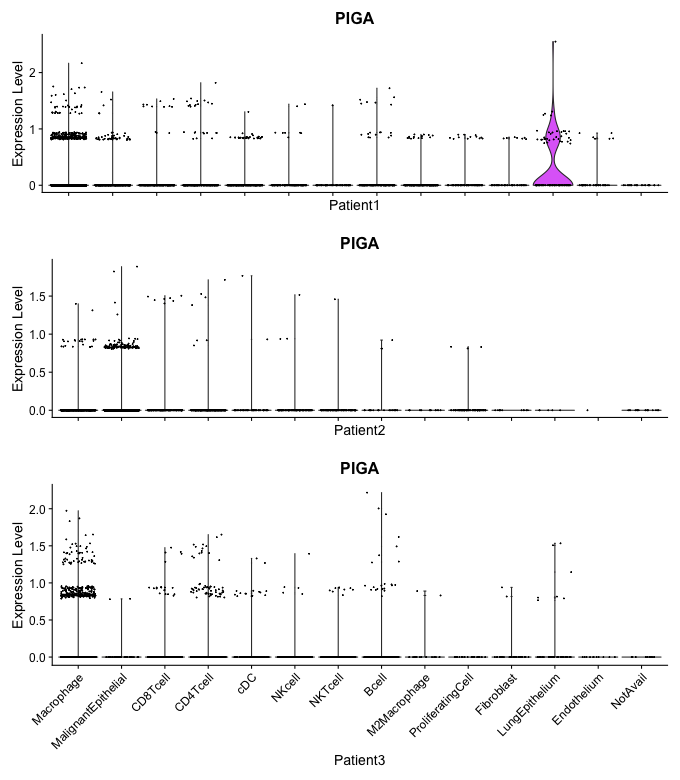 PIGA
Expression Level
2
1
0
Patient1
PIGA
Expression Level
1.5
1.0
0.5
0.0
Patient2
PIGA
Expression Level
2.0
1.5
1.0
0.5
0.0
Macrophage
MalignantEpithelial
CD8Tcell
CD4Tcell
cDC
NKcell
NKTcell
Bcell
M2Macrophage
ProliferatingCell
Fibroblast
LungEpithelium
Endothelium
NotAvail
Patient3